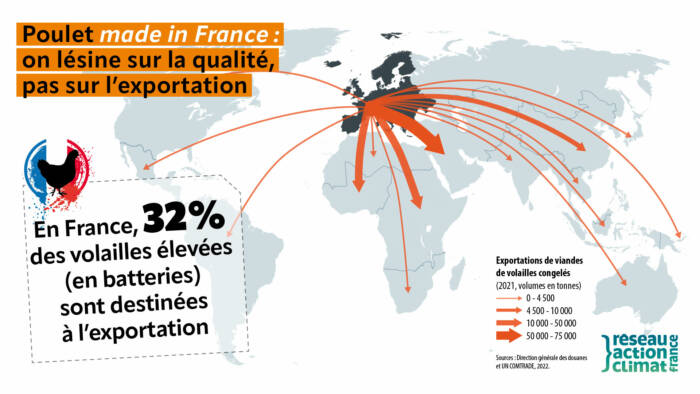 Poulet made in France :
on lésine sur la qualité,
pas sur l'exportation
En France, 32%
des volailles élevées
(en batteries)
sont destinées
à l'exportation
Exportations de viandes
de volailles congelés
(2021, volumes en tonnes)
0 - 4 500
4 500 - 10 000
10 000 - 50 000
50 000 - 75 000
Sources : Direction générale des douanes
et UN COMTRADE, 2022.
réseau
action
climat
france